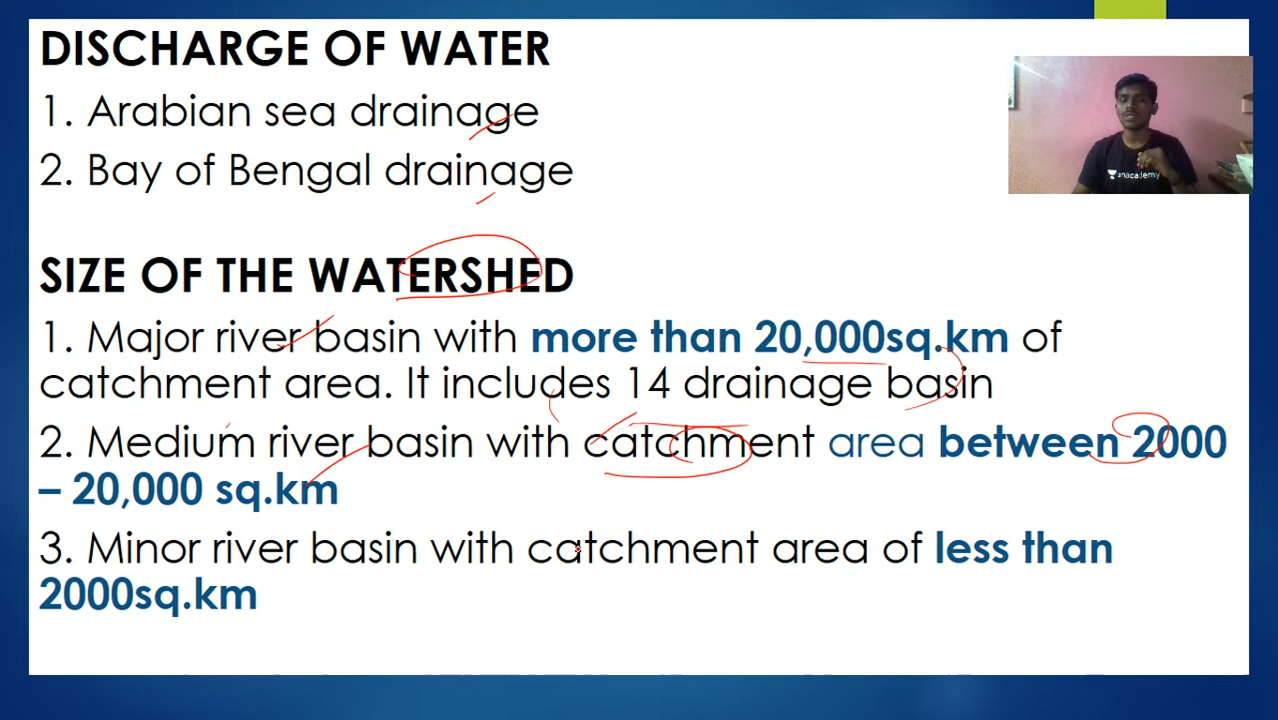 DISCHARGE OF WATER
1. Arabian sea drainage
2. Bay of Bengal drainage
unacademy
SIZE OF THE WATERSHED
1. Major river basin with more than 20,000sq.km of
catchment area. It includes 14 drainage basin
2. Medium river basin with catchment area between 2000
– 20,000 sq.km
3. Minor river basin with catchment area of less than
2000sq.km